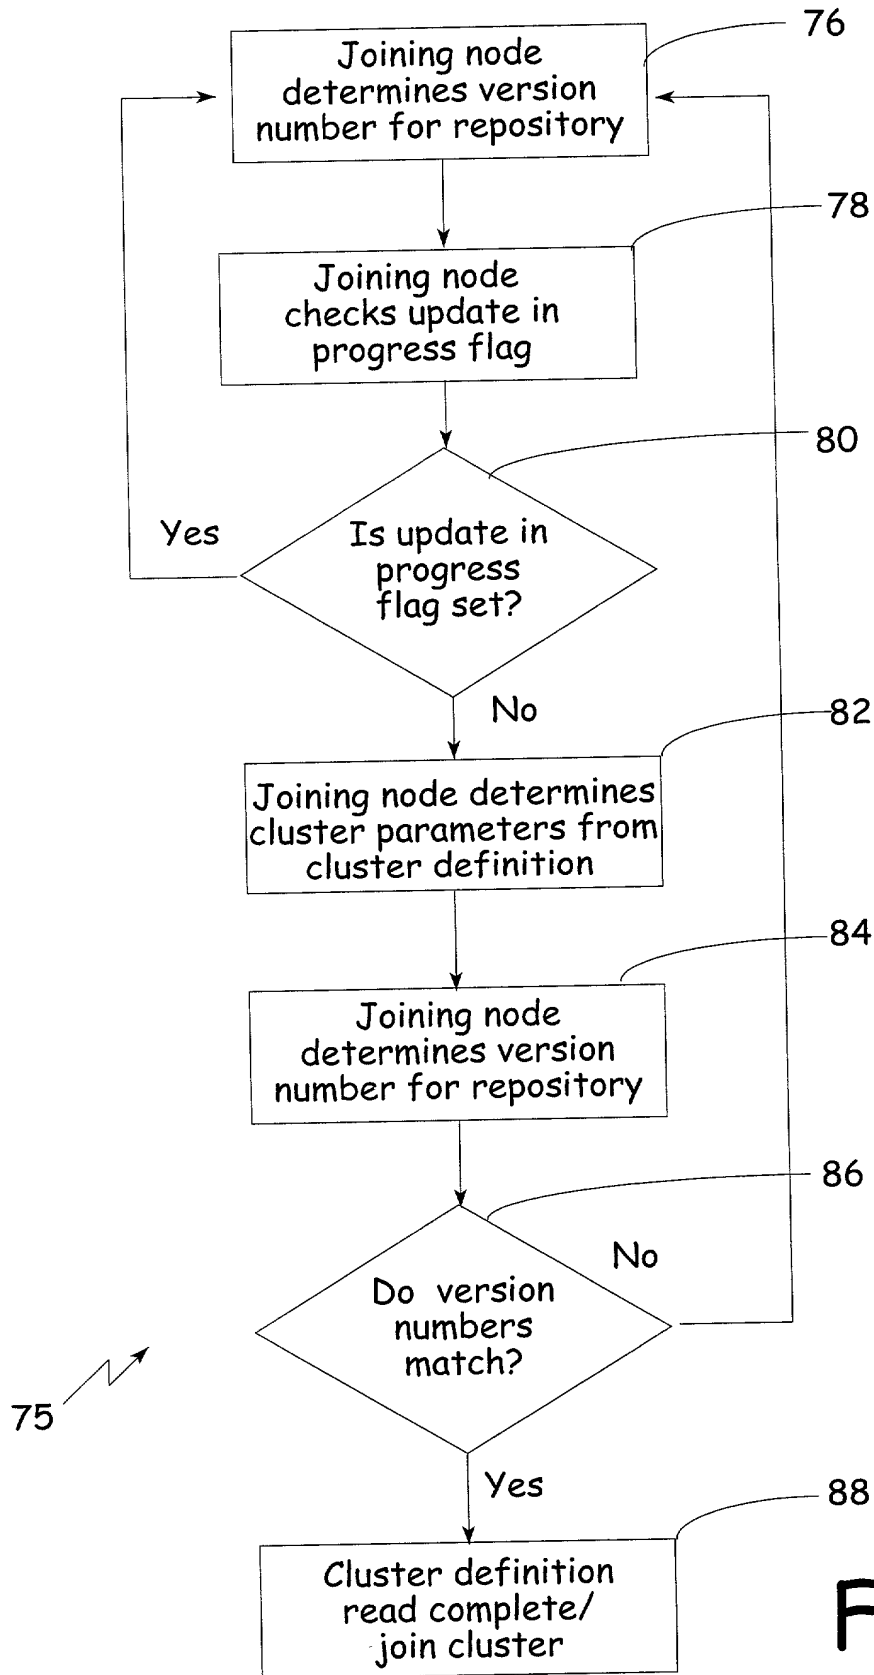 76
Joining node
determines version
number for repository
78
Joining node
checks update in
progress flag
80
Yes
Is update in
progress
flag set?
No
82
Joining node determines
cluster parameters from
cluster definition
84
Joining node
determines version
number for repository
86
No
Do version
numbers
match?
75
Yes
88
Cluster definition
read complete/
join cluster